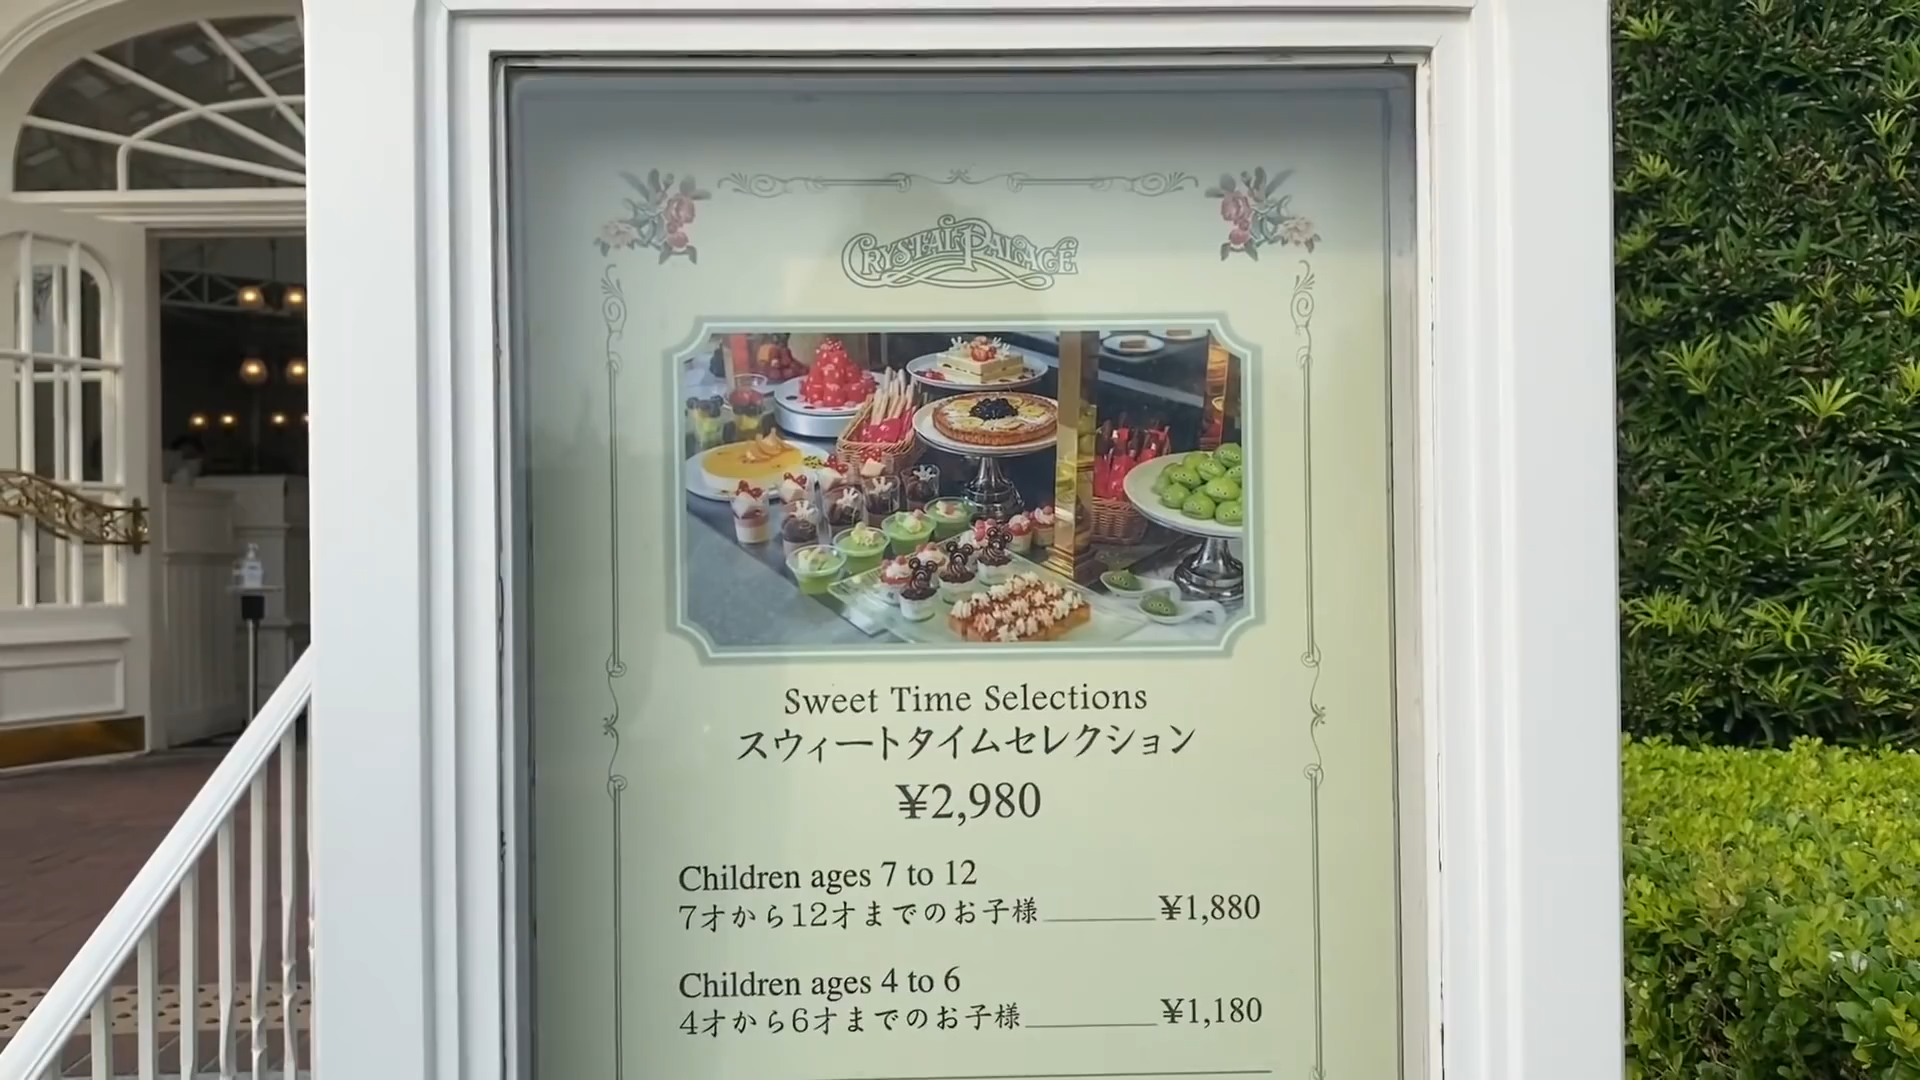 CRYSTAL PALACE
Sweet Time Selections
スウィートタイムセレクション
¥2,980
Children ages 7 to 12
7才から12才までのお子様 ¥1,880
Children ages 4 to 6
4才から6才までのお子様 ¥1,180